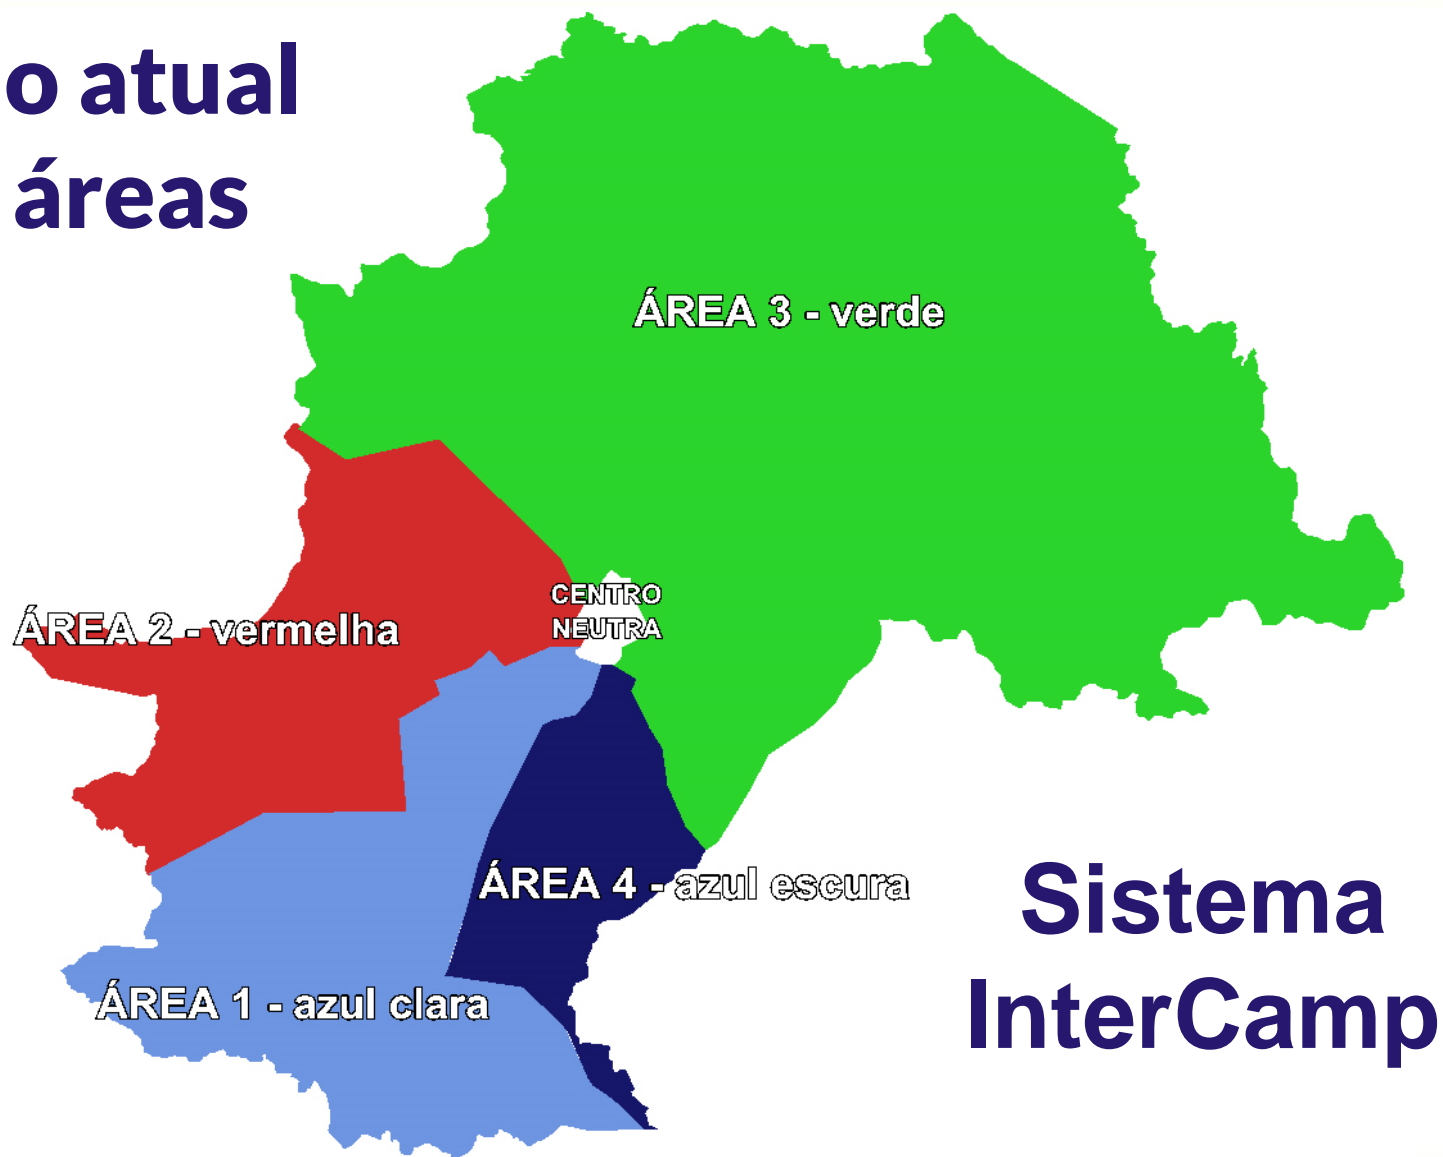 o atual
áreas
ÁREA 3 - verde
CENTRO
NEUTRA
ÁREA 2 - vermelha
ÁREA 4 - azul escura
ÁREA 1 - azul clara
Sistema
InterCamp